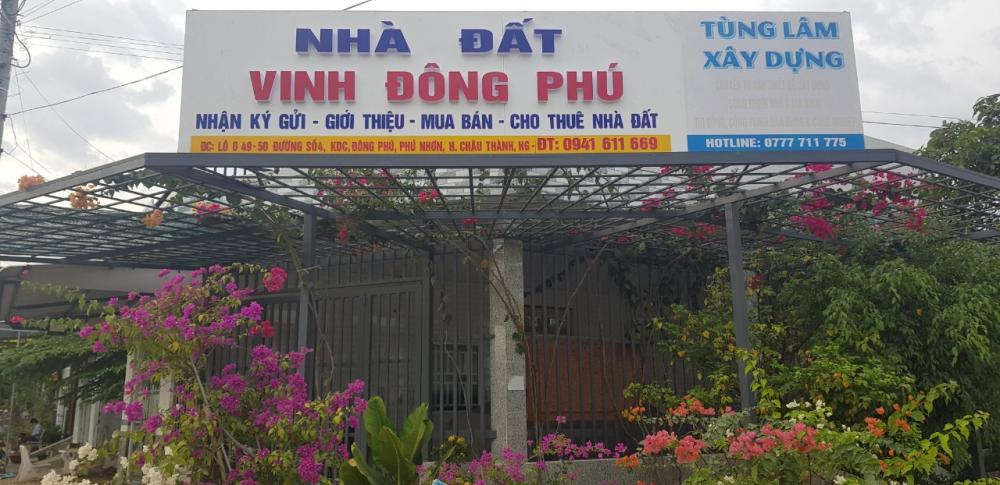 NHÀ ĐẤT
VINH ĐÔNG PHÚ
NHẬN KÝ GỬI - GIỚI THIỆU - MUA BÁN - CHO THUÊ NHÀ ĐẤT
ĐC: LÔ O 49-50 ĐƯỜNG SỐ4, KDC, ĐÔNG PHÚ, PHÚ NHƠN, H. CHÂU THÀNH, HG - ĐT: 0941 611 669
TÙNG LÂM
XÂY DỰNG
HOTLINE: 0777 711 775